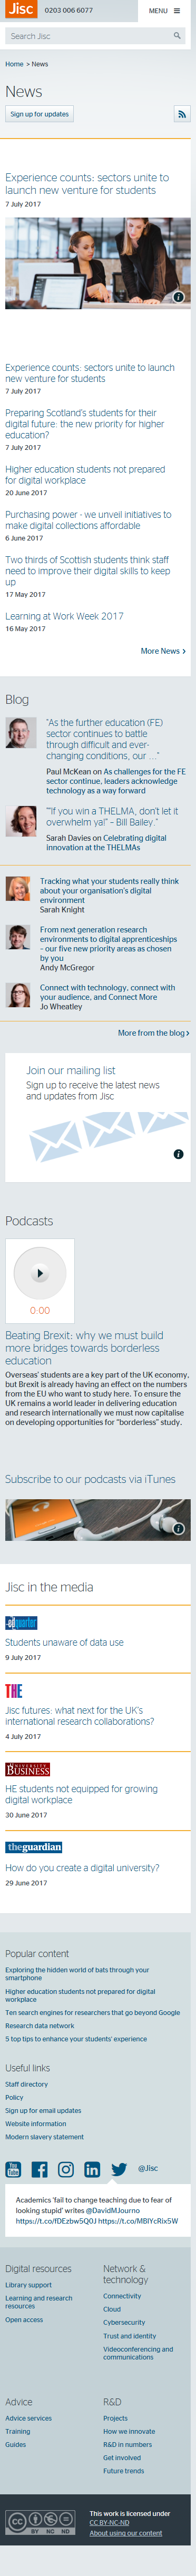 Jisc
0203 006 6077
MENU
Search Jisc
Home > News
News
Sign up for updates
Experience counts: sectors unite to
launch new venture for students
7 July 2017
Experience counts: sectors unite to launch
new venture for students
7 July 2017
Preparing Scotland's students for their
digital future: the new priority for higher
education?
7 July 2017
Higher education students not prepared
for digital workplace
20 June 2017
Purchasing power - we unveil initiatives to
make digital collections affordable
6 June 2017
Two thirds of Scottish students think staff
need to improve their digital skills to keep
up
17 May 2017
Learning at Work Week 2017
16 May 2017
More News
Blog
"As the further education (FE)
sector continues to battle
through difficult and ever-
changing conditions, our ..."
Paul McKean on As challenges for the FE
sector continue, leaders acknowledge
technology as a way forward
""If you win a THELMA, don't let it
overwhelm ya!" – Bill Bailey."
Sarah Davies on Celebrating digital
innovation at the THELMAs
Tracking what your students really think
about your organisation's digital
environment
Sarah Knight
From next generation research
environments to digital apprenticeships
– our five new priority areas as chosen
by you
Andy McGregor
Connect with technology, connect with
your audience, and Connect More
Jo Wheatley
More from the blog
Join our mailing list
Sign up to receive the latest news
and updates from Jisc
Podcasts
0:00
Beating Brexit: why we must build
more bridges towards borderless
education
Overseas' students are a key part of the UK economy,
but Brexit is already having an effect on the numbers
from the EU who want to study here. To ensure the
UK remains a world leader in delivering education
and research internationally we must now capitalise
on developing opportunities for "borderless" study.
Subscribe to our podcasts via iTunes
Jisc in the media
edquarter
Students unaware of data use
9 July 2017
THE
Jisc futures: what next for the UK's
international research collaborations?
4 July 2017
UNIVERSITY
BUSINESS
HE students not equipped for growing
digital workplace
30 June 2017
theguardian
How do you create a digital university?
29 June 2017
Popular content
Exploring the hidden world of bats through your
smartphone
Higher education students not prepared for digital
workplace
Ten search engines for researchers that go beyond Google
Research data network
5 top tips to enhance your students' experience
Useful links
Staff directory
Policy
Sign up for email updates
Website information
Modern slavery statement
@Jisc
Academics 'fail to change teaching due to fear of
looking stupid' writes @DavidMJourno
https://t.co/fDEzbw5Q0J https://t.co/MBlYcRix5W
Digital resources
Library support
Learning and research
resources
Open access
Network &
technology
Connectivity
Cloud
Cybersecurity
Trust and identity
Videoconferencing and
communications
Advice
Advice services
Training
Guides
R&D
Projects
How we innovate
R&D in numbers
Get involved
Future trends
BY NC ND
This work is licensed under
CC BY-NC-ND
About using our content